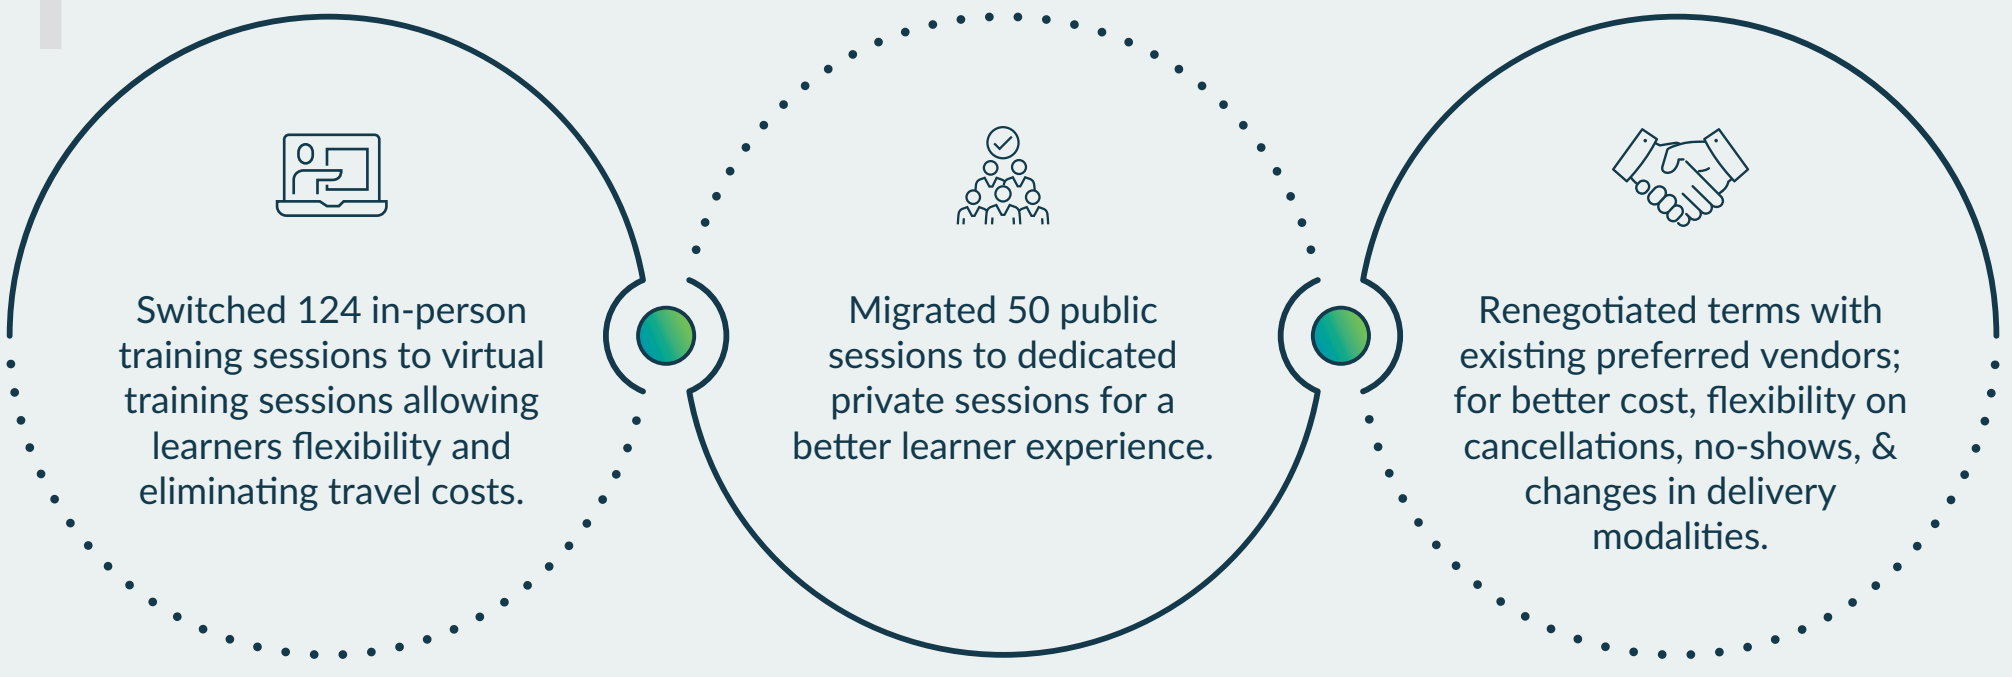 Switched 124 in-person
training sessions to virtual
training sessions allowing
learners flexibility and
eliminating travel costs.
Migrated 50 public
sessions to dedicated
private sessions for a
better learner experience.
Renegotiated terms with
existing preferred vendors;
for better cost, flexibility on
cancellations, no-shows, &
changes in delivery
modalities.